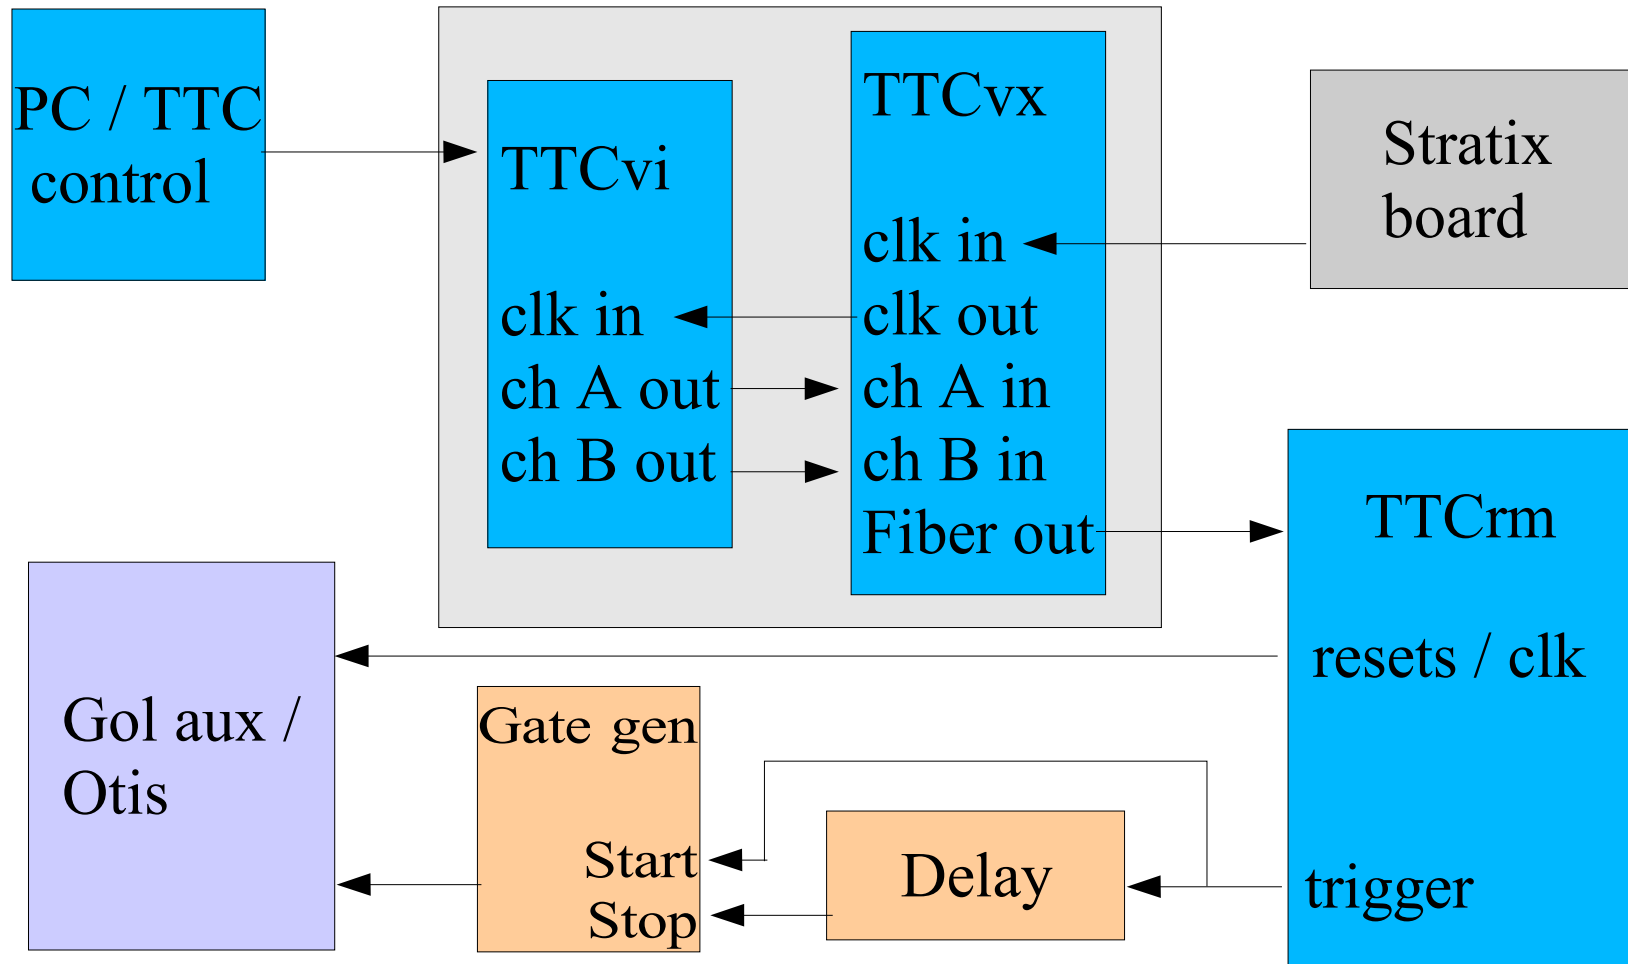 PC / TTC
control
TTCvi
clk in
ch A out
ch B out
TTCvx
clk in
clk out
ch A in
ch B in
Fiber out
Stratix
board
TTCrm
resets / clk
trigger
Gol aux /
Otis
Gate gen
Start
Stop
Delay